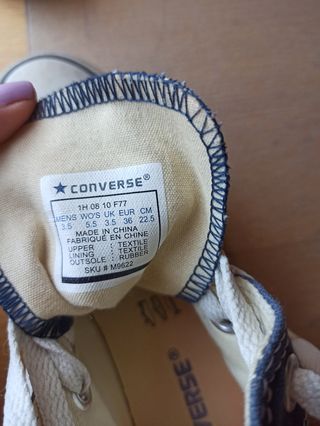 ★ CONVERSE®
1H 08 10 F77
MENS WO'S UK EUR CM
3.5 5.5 3.5 36 22.5
MADE IN CHINA
FABRIQUÉ EN CHINE
UPPER : TEXTILE
LINING : TEXTILE
OUTSOLE : RUBBER
SKU # M9622
CONVERSE®